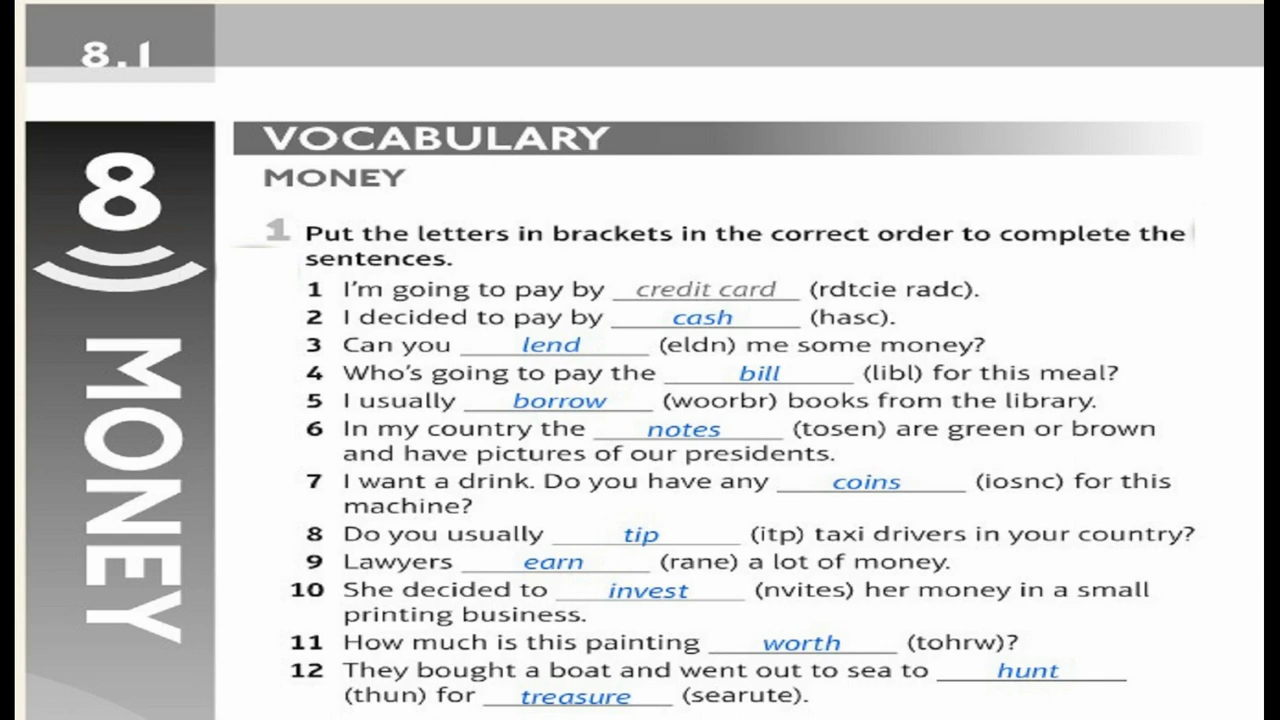 8.1
8
MONEY
VOCABULARY
MONEY
1 Put the letters in brackets in the correct order to complete the
sentences.
1 I'm going to pay by credit card (rdtcie radc).
2 I decided to pay by cash (hasc).
3 Can you lend (eldn) me some money?
4 Who's going to pay the bill (libl) for this meal?
5 I usually borrow (woorbr) books from the library.
6 In my country the notes (tosen) are green or brown
and have pictures of our presidents.
7 I want a drink. Do you have any coins (iosnc) for this
machine?
8 Do you usually tip (itp) taxi drivers in your country?
9 Lawyers earn (rane) a lot of money.
10 She decided to invest (nvites) her money in a small
printing business.
11 How much is this painting worth (tohrw)?
12 They bought a boat and went out to sea to hunt
(thun) for treasure (searute).